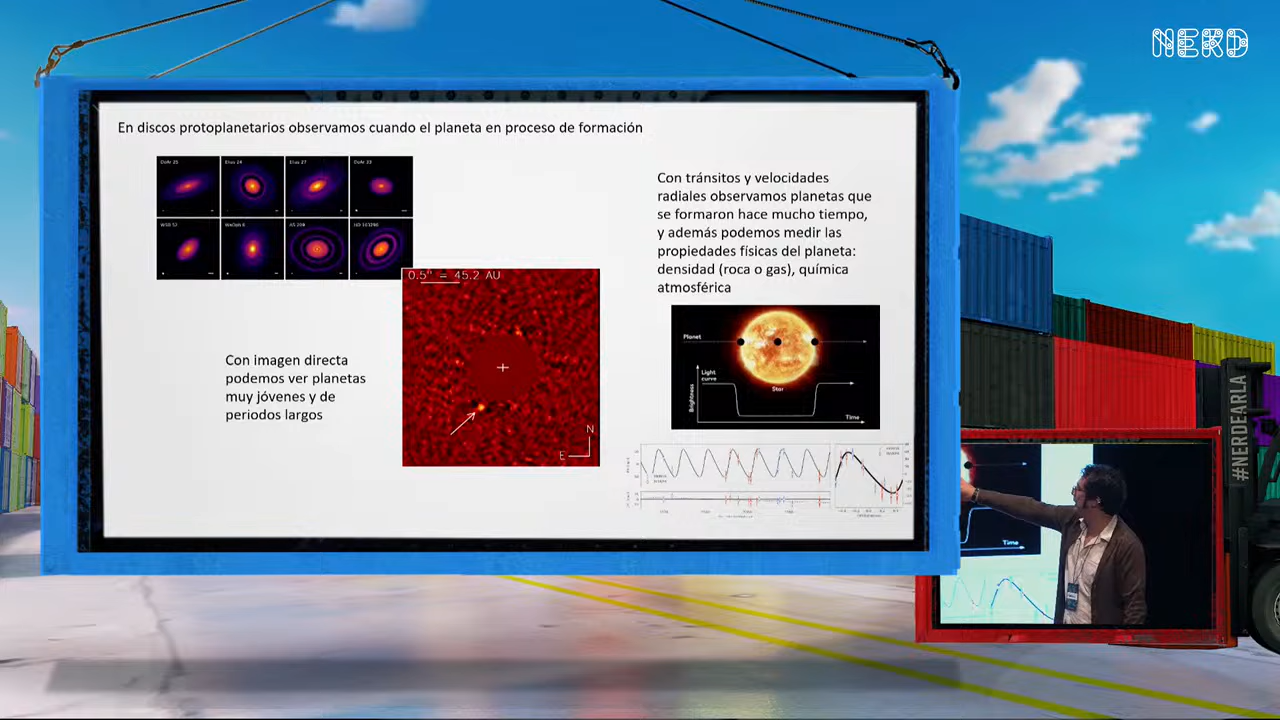 NERD
En discos protoplanetarios observamos cuando el planeta en proceso de formación
DoAr 25
Elias 24
Elias 27
DoAr 33
WSB 52
WaOph 6
AS 209
HD 163296
Con tránsitos y velocidades
radiales observamos planetas que
se formaron hace mucho tiempo,
y además podemos medir las
propiedades físicas del planeta:
densidad (roca o gas), química
atmosférica
0.5" = 45.2 AU
N
E
Con imagen directa
podemos ver planetas
muy jóvenes y de
periodos largos
Planet
Light
curve
Star
Brightness
Time
#NERDEARLA
Time